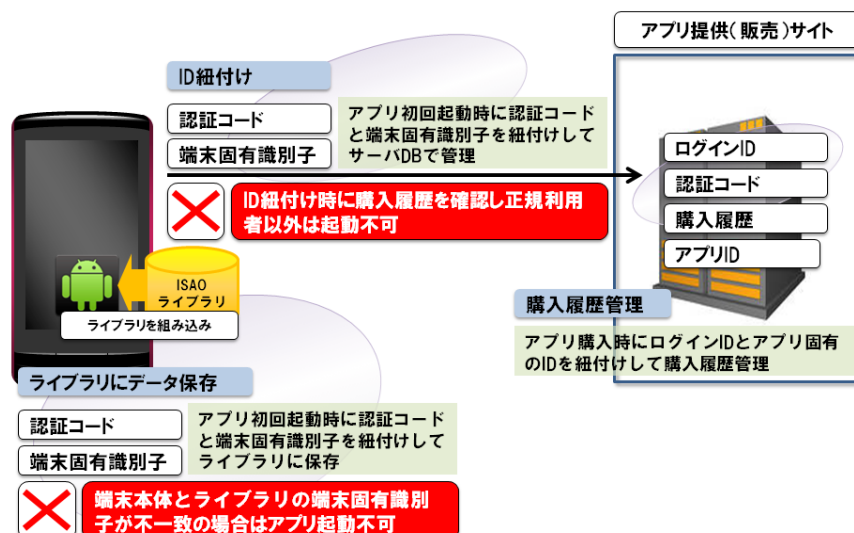 アプリ提供(販売)サイト
ID紐付け
認証コード
端末固有識別子
アプリ初回起動時に認証コード
と端末固有識別子を紐付けして
サーバDBで管理
ID紐付け時に購入履歴を確認し正規利用
者以外は起動不可
ログインID
認証コード
購入履歴
アプリID
ISAO
ライブラリ
ライブラリを組み込み
購入履歴管理
アプリ購入時にログインIDとアプリ固有
のIDを紐付けして購入履歴管理
ライブラリにデータ保存
認証コード
端末固有識別子
アプリ初回起動時に認証コード
と端末固有識別子を紐付けして
ライブラリに保存
端末本体とライブラリの端末固有識別
子が不一致の場合はアプリ起動不可